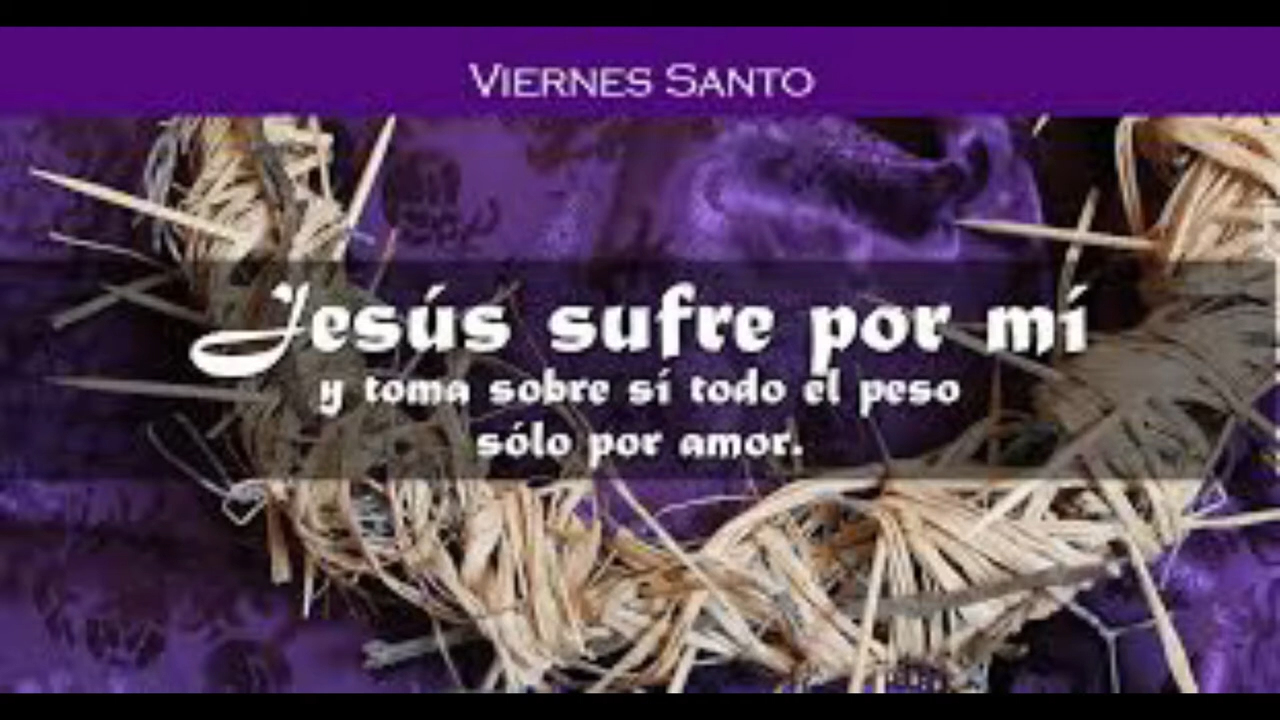 VIERNES SANTO
Jesús sufre por mí
y toma sobre sí todo el peso
sólo por amor.